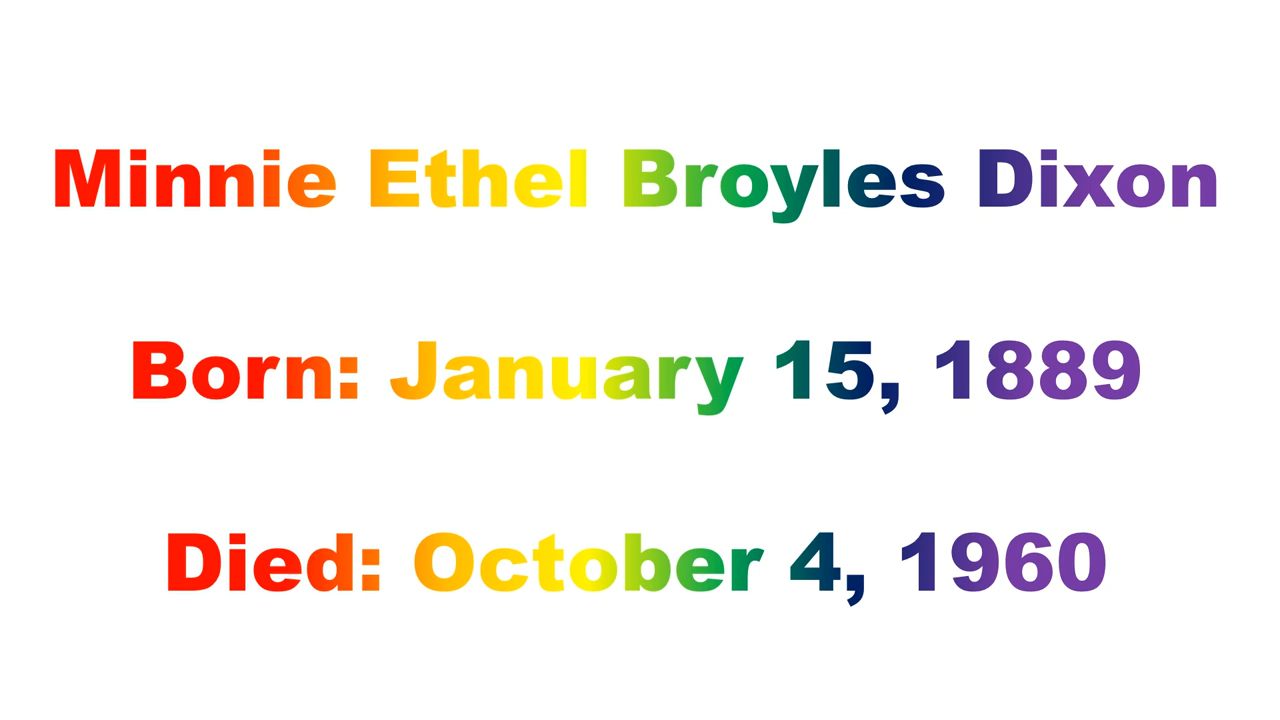 Minnie Ethel Broyles Dixon
Born: January 15, 1889
Died: October 4, 1960